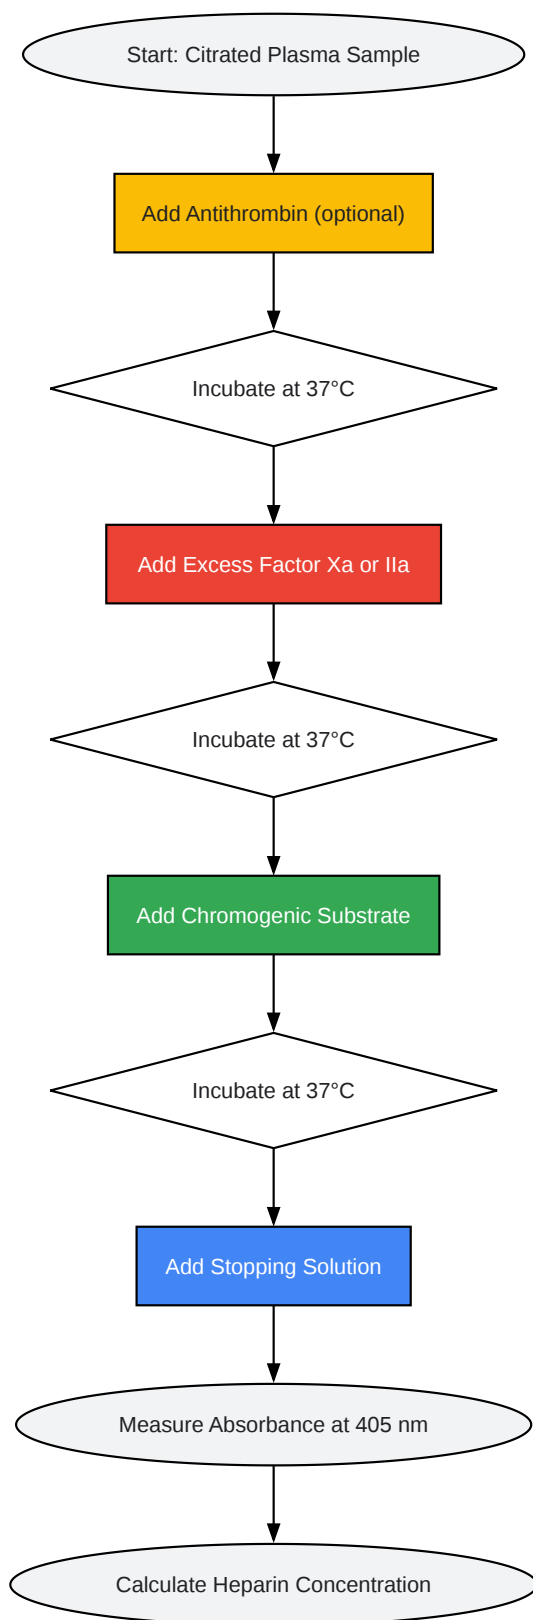 Start: Citrated Plasma Sample
Add Antithrombin (optional)
Incubate at 37°C
Add Excess Factor Xa or IIa
Incubate at 37°C
Add Chromogenic Substrate
Incubate at 37°C
Add Stopping Solution
Measure Absorbance at 405 nm
Calculate Heparin Concentration